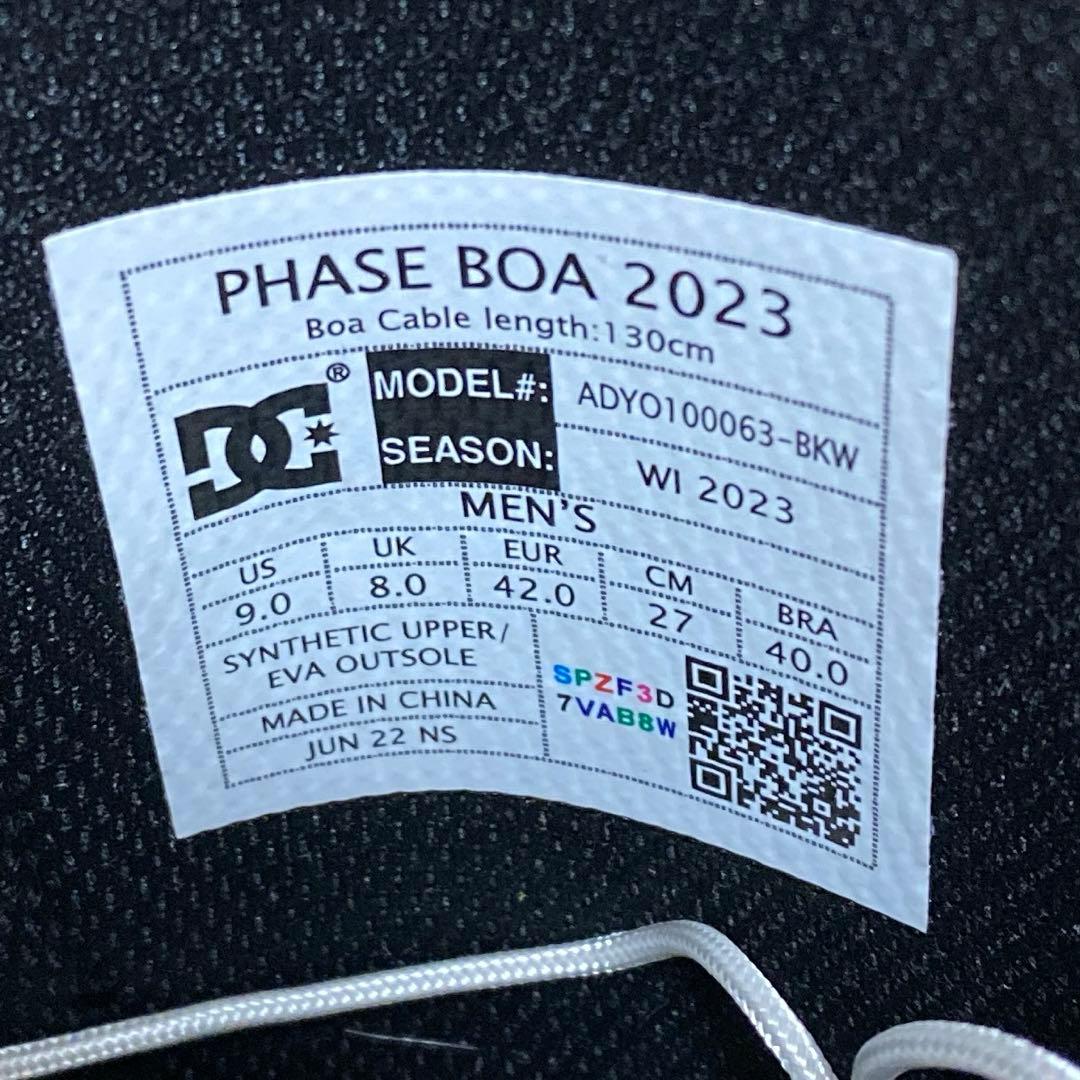 PHASE BOA 2023
Boa Cable length:130cm
DC®
MODEL#: ADYO100063-BKW
SEASON: WI 2023
MEN'S
US UK EUR CM BRA
9.0 8.0 42.0 27 40.0
SYNTHETIC UPPER/
EVA OUTSOLE
MADE IN CHINA
JUN 22 NS
SPZF3D
7VAB8W